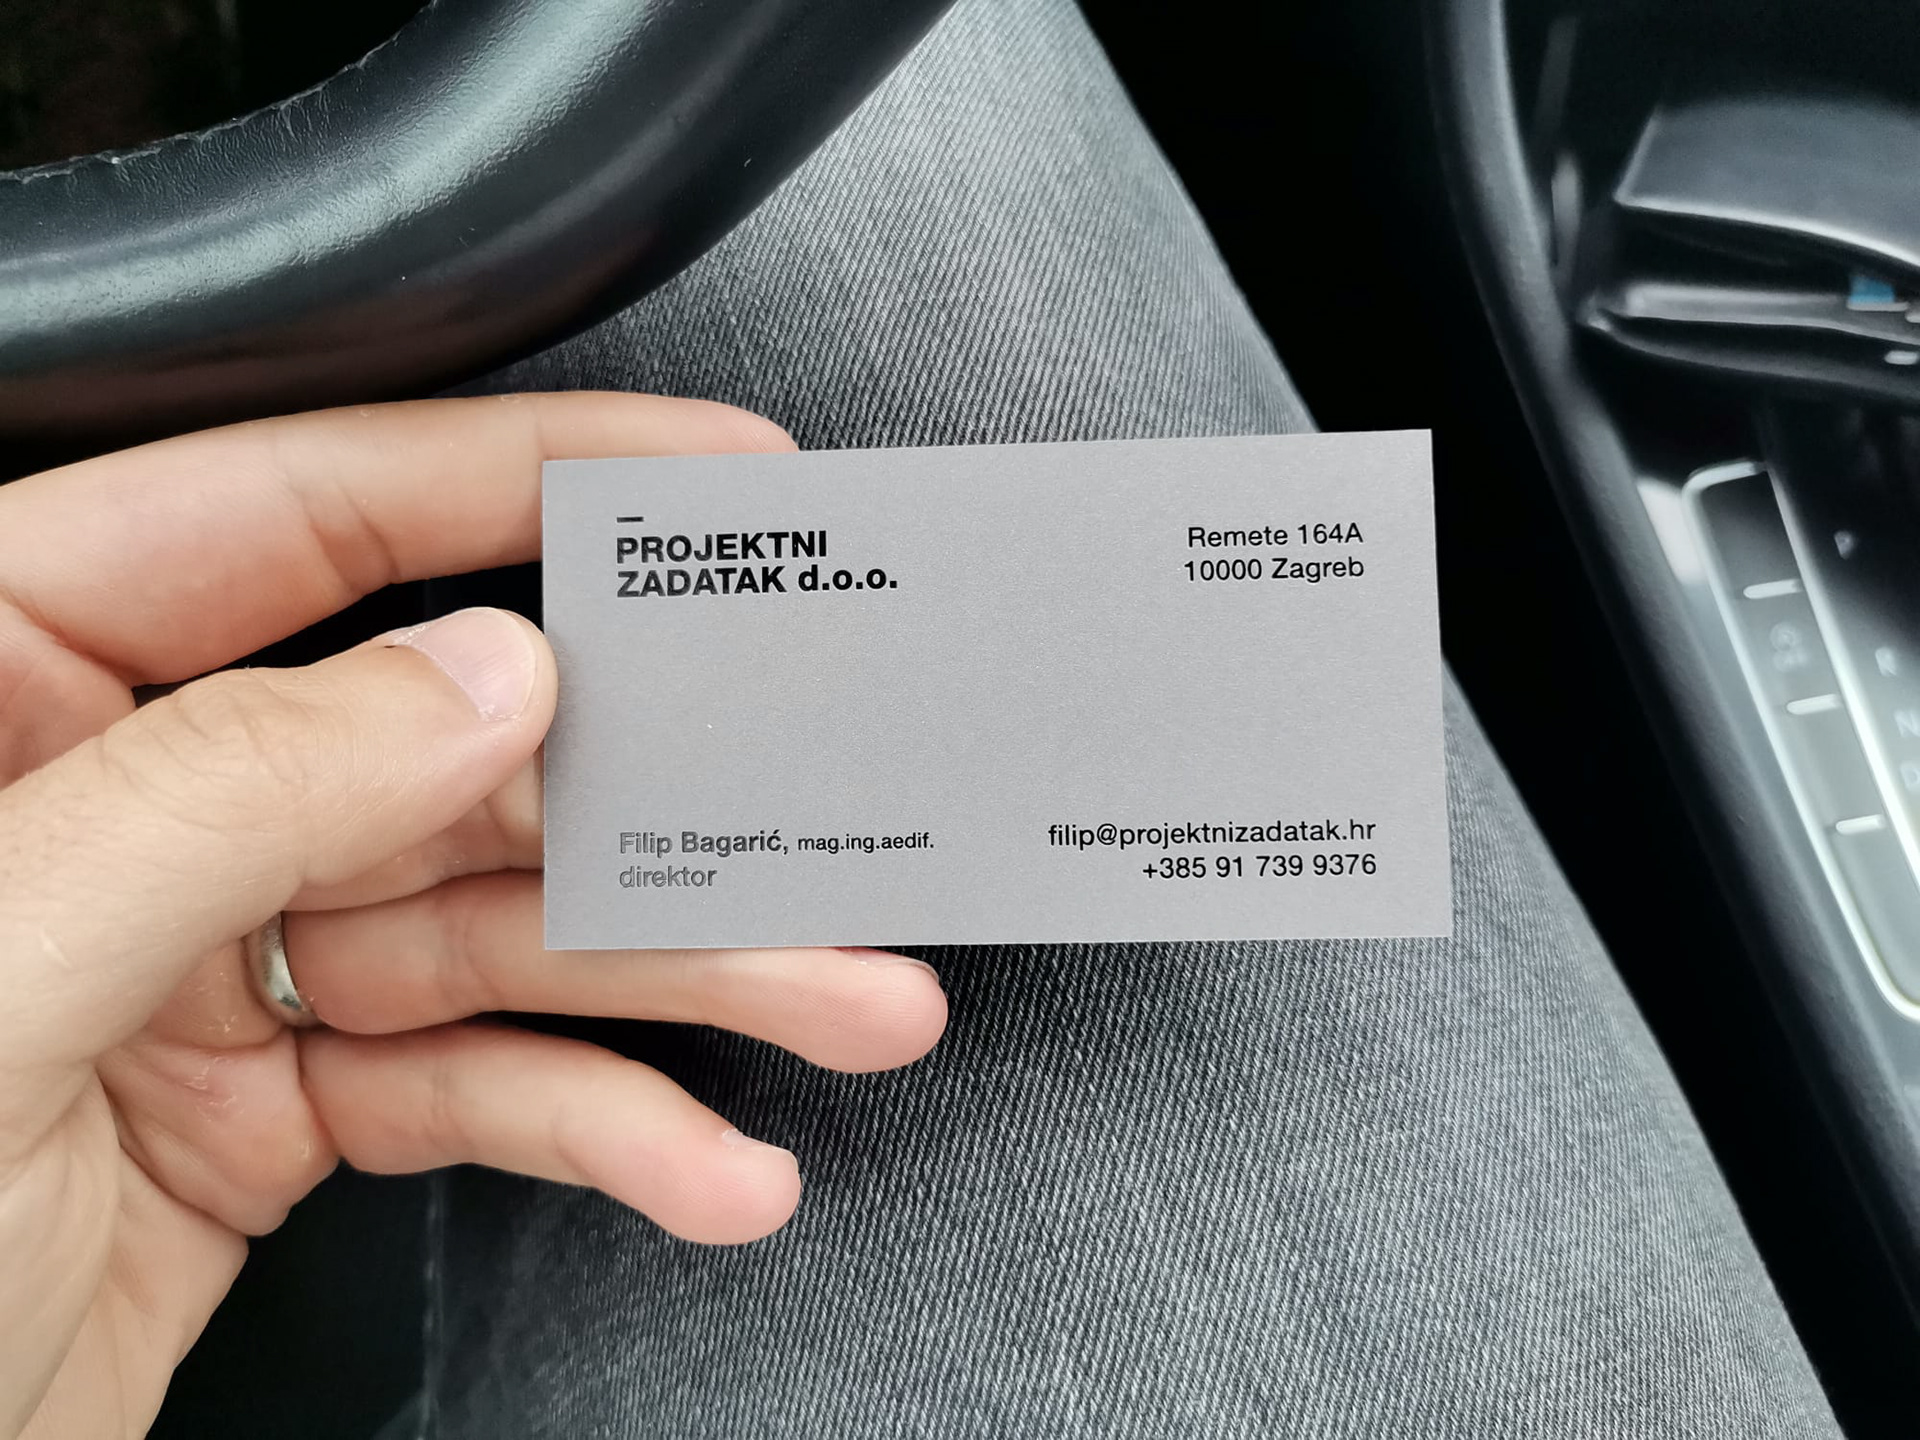 PROJEKTNI
ZADATAK d.o.o.
Remete 164A
10000 Zagreb
Filip Bagarić, mag.ing.aedif.
direktor
filip@projektnizadatak.hr
+385 91 739 9376
P
R
N
D